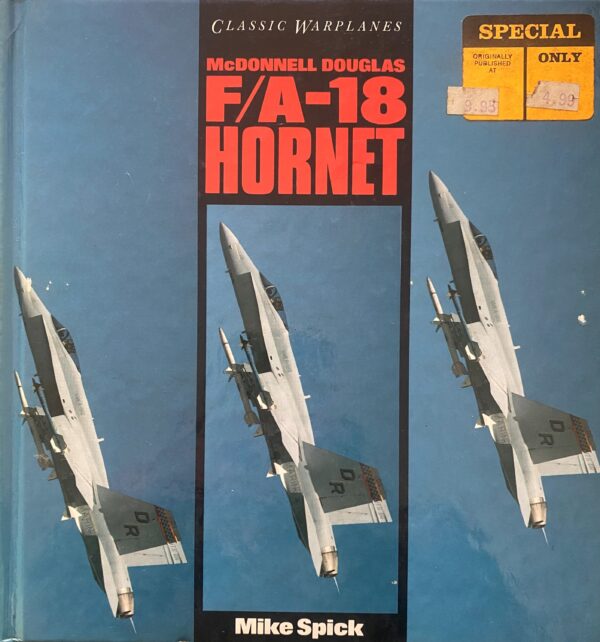 CLASSIC WARPLANES
McDONNELL DOUGLAS
F/A-18
HORNET
SPECIAL
ORIGINALLY
PUBLISHED
AT
ONLY
9.95
4.99
DR
DR
DR
Mike Spick